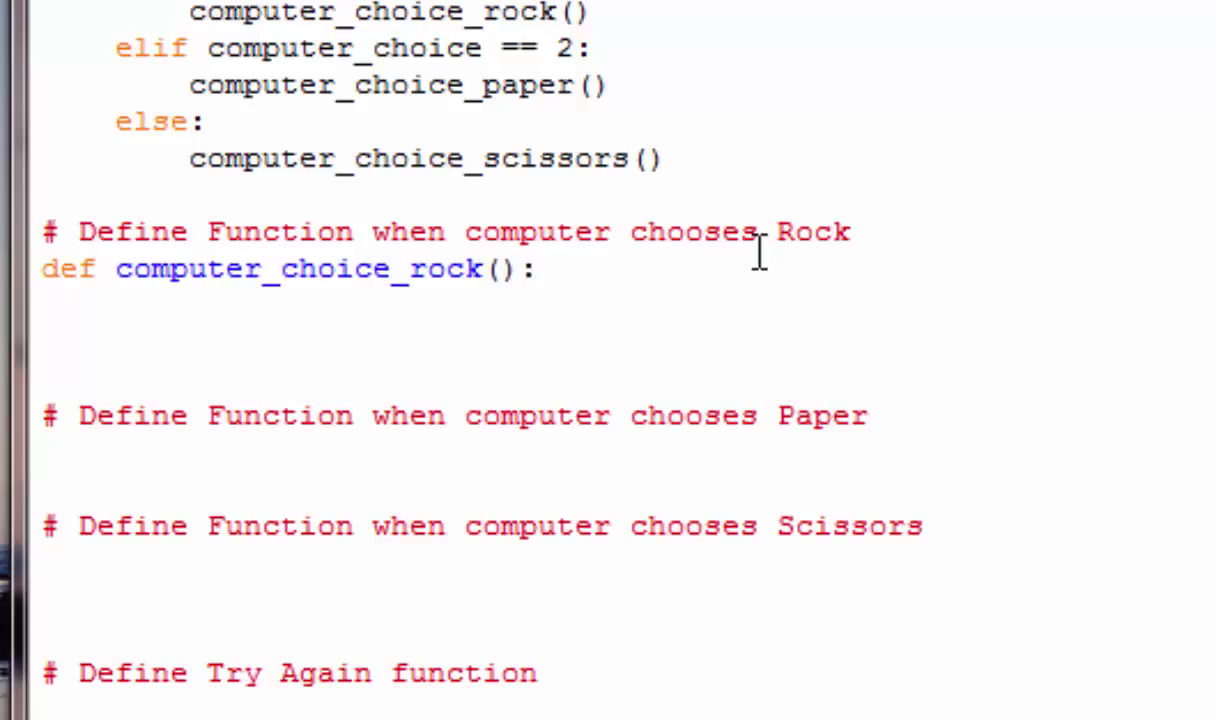 computer_choice_rock()
elif computer_choice == 2:
computer_choice_paper()
else:
computer_choice_scissors()
# Define Function when computer chooses Rock
def computer_choice_rock():
# Define Function when computer chooses Paper
# Define Function when computer chooses Scissors
# Define Try Again function